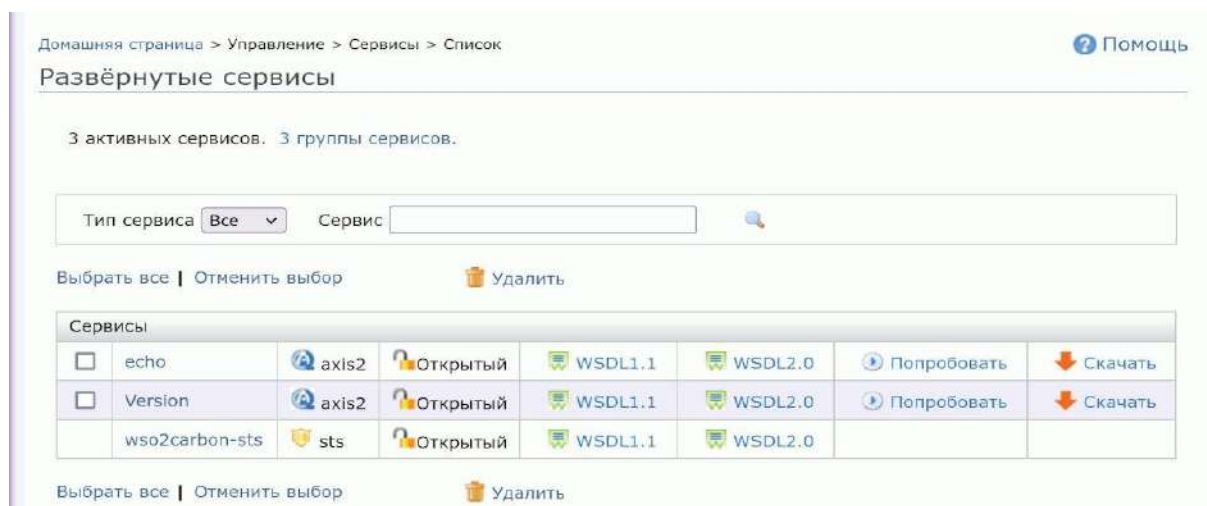 Домашняя страница > Управление > Сервисы > Список
Помощь
Развёрнутые сервисы
3 активных сервисов. 3 группы сервисов.
Тип сервиса Все Сервис
Выбрать все | Отменить выбор Удалить
Сервисы
echo axis2 Открытый WSDL1.1 WSDL2.0 Попробовать Скачать
Version axis2 Открытый WSDL1.1 WSDL2.0 Попробовать Скачать
wso2carbon-sts sts Открытый WSDL1.1 WSDL2.0
Выбрать все | Отменить выбор Удалить